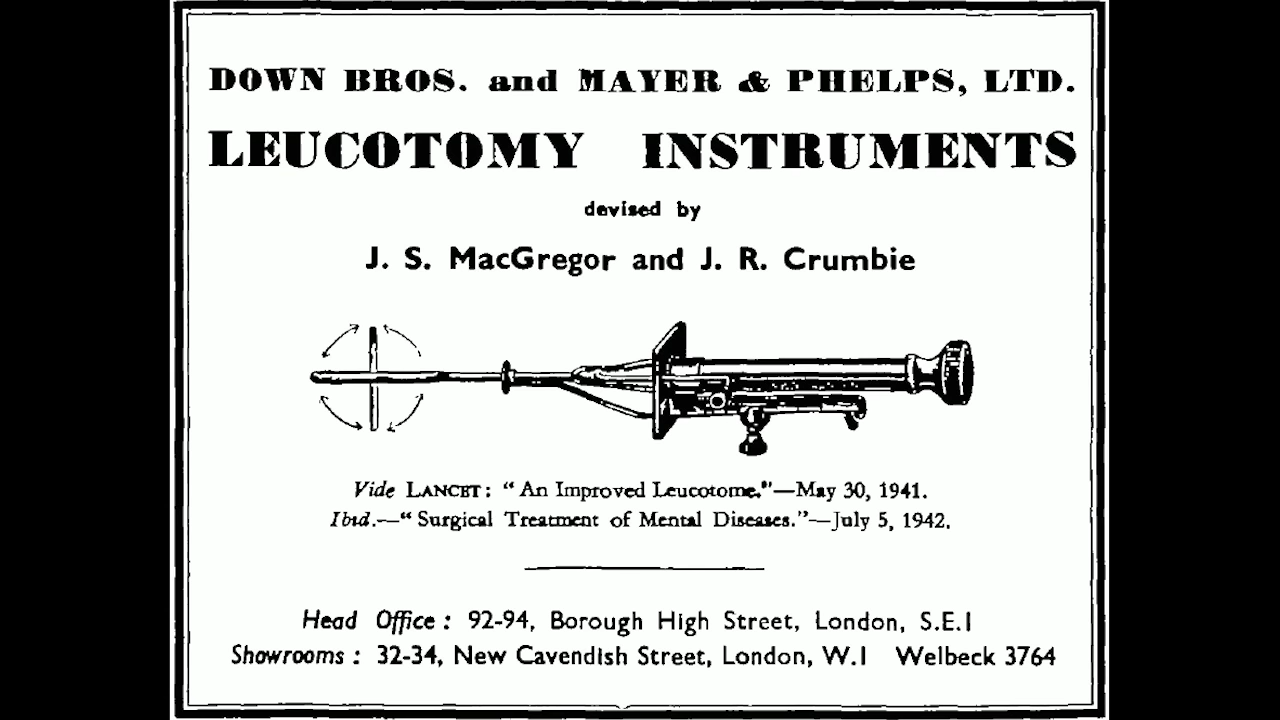 DOWN BROS. and MAYER & PHELPS, LTD.
LEUCOTOMY INSTRUMENTS
devised by
J. S. MacGregor and J. R. Crumbie
Vide LANCET: "An Improved Leucotome."—May 30, 1941.
Ibid.—"Surgical Treatment of Mental Diseases."—July 5, 1942.
Head Office: 92-94, Borough High Street, London, S.E.1
Showrooms: 32-34, New Cavendish Street, London, W.1 Welbeck 3764